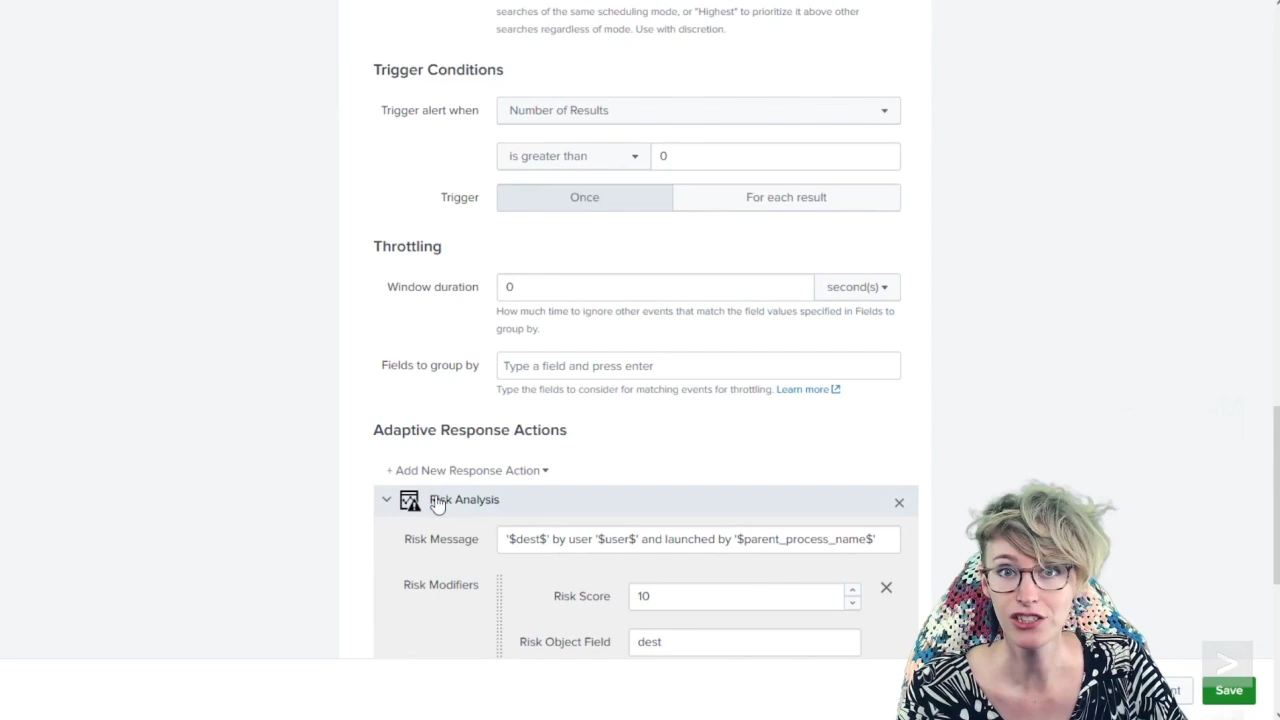 searches of the same scheduling mode, or "Highest" to prioritize it above other
searches regardless of mode. Use with discretion.
Trigger Conditions
Trigger alert when
Number of Results
is greater than
0
Trigger
Once
For each result
Throttling
Window duration
0
second(s)
How much time to ignore other events that match the field values specified in Fields to
group by.
Fields to group by
Type a field and press enter
Type the fields to consider for matching events for throttling. Learn more
Adaptive Response Actions
+ Add New Response Action
Risk Analysis
Risk Message
'$dest$' by user '$user$' and launched by '$parent_process_name$'
Risk Modifiers
Risk Score
10
Risk Object Field
dest
Save